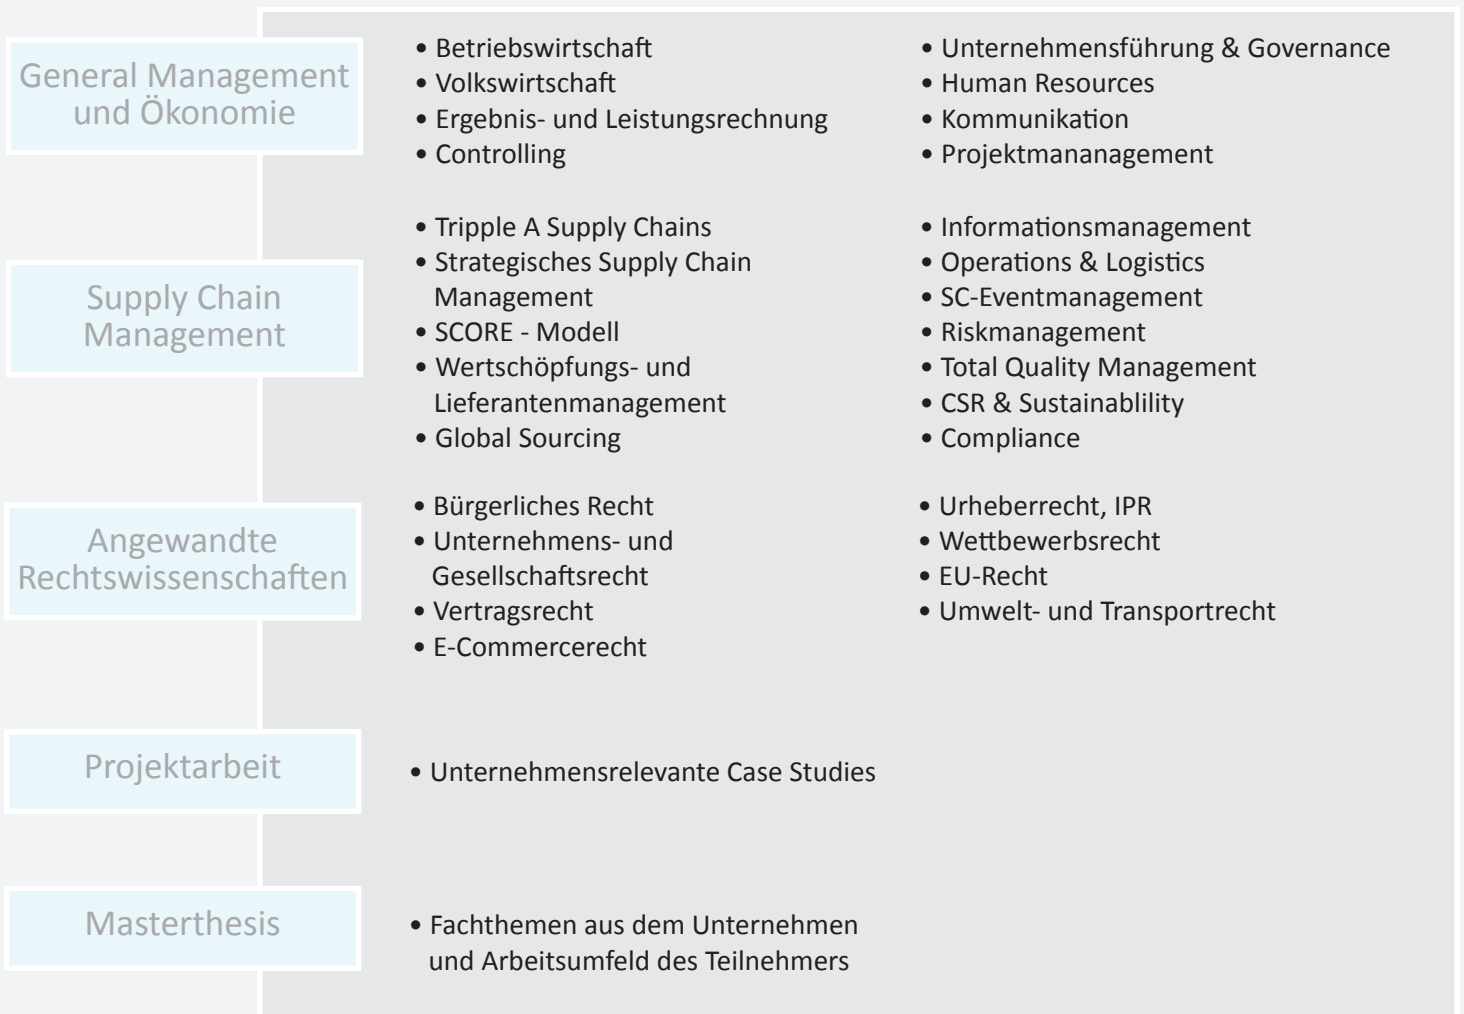 General Management
und Ökonomie
• Betriebswirtschaft
• Volkswirtschaft
• Ergebnis- und Leistungsrechnung
• Controlling
• Unternehmensführung & Governance
• Human Resources
• Kommunikation
• Projektmananagement
Supply Chain
Management
• Tripple A Supply Chains
• Strategisches Supply Chain
Management
• SCORE - Modell
• Wertschöpfungs- und
Lieferantenmanagement
• Global Sourcing
• Informationsmanagement
• Operations & Logistics
• SC-Eventmanagement
• Riskmanagement
• Total Quality Management
• CSR & Sustainablility
• Compliance
Angewandte
Rechtswissenschaften
• Bürgerliches Recht
• Unternehmens- und
Gesellschaftsrecht
• Vertragsrecht
• E-Commercerecht
• Urheberrecht, IPR
• Wettbewerbsrecht
• EU-Recht
• Umwelt- und Transportrecht
Projektarbeit
• Unternehmensrelevante Case Studies
Masterthesis
• Fachthemen aus dem Unternehmen
und Arbeitsumfeld des Teilnehmers